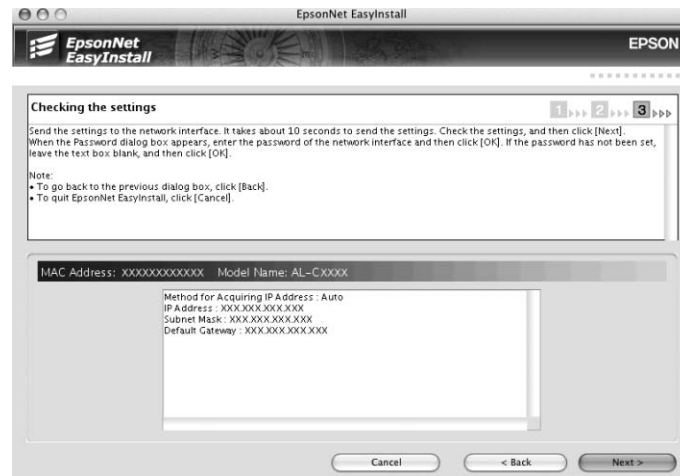 EpsonNet EasyInstall
EpsonNet
EasyInstall
EPSON
Checking the settings
1 2 3
Send the settings to the network interface. It takes about 10 seconds to send the settings. Check the settings, and then click [Next].
When the Password dialog box appears, enter the password of the network interface and then click [OK]. If the password has not been set,
leave the text box blank, and then click [OK].
Note:
• To go back to the previous dialog box, click [Back].
• To quit EpsonNet EasyInstall, click [Cancel].
MAC Address: XXXXXXXXXXXX Model Name: AL-CXXXX
Method for Acquiring IP Address : Auto
IP Address : XXX.XXX.XXX.XXX
Subnet Mask : XXX.XXX.XXX.XXX
Default Gateway : XXX.XXX.XXX.XXX
Cancel < Back Next >